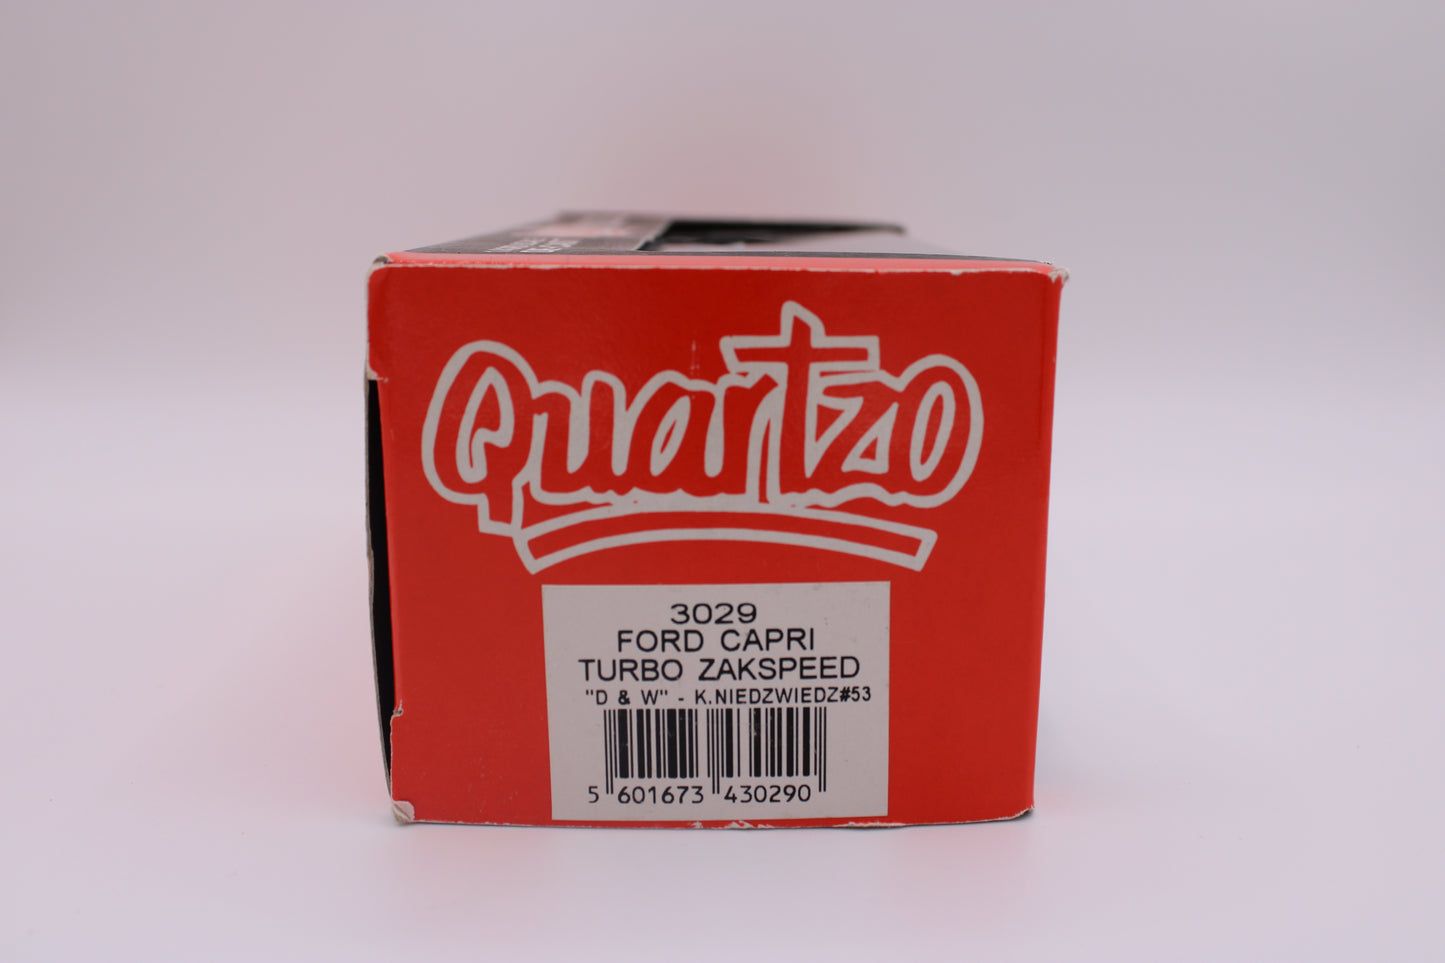 Quartzo
3029
FORD CAPRI
TURBO ZAKSPEED
"D & W" - K.NIEDZWIEDZ#53
5 601673 430290